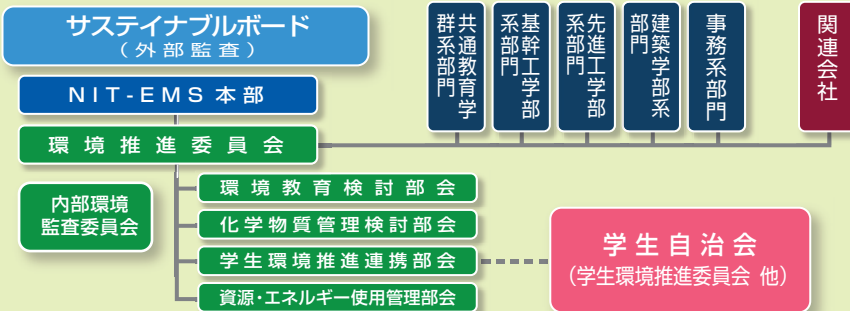 サステイナブルボード
（外部監査）
NIT-EMS本部
環境推進委員会
内部環境
監査委員会
環境教育検討部会
化学物質管理検討部会
学生環境推進連携部会
資源・エネルギー使用管理部会
共通教育学
群系部門
基幹工学部
系部門
先進工学部
系部門
建築学部系
部門
事務系部門
関連会社
学生自治会
（学生環境推進委員会 他）